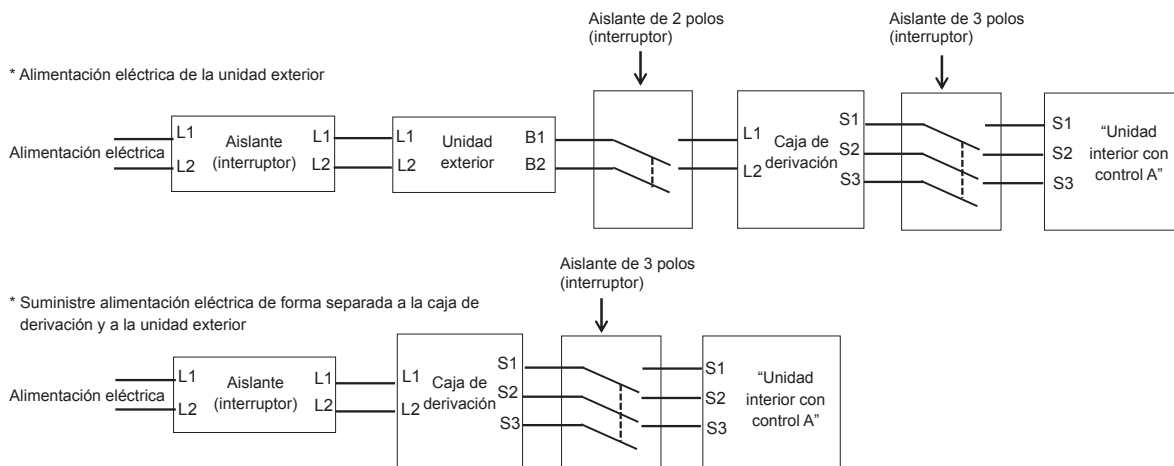 Aislante de 2 polos
(interruptor)
Aislante de 3 polos
(interruptor)
* Alimentación eléctrica de la unidad exterior
Alimentación eléctrica
L1
L2
Aislante
(interruptor)
L1
L2
L1
L2
Unidad
exterior
B1
B2
L1
L2
Caja de
derivación
S1
S2
S3
S1
S2
S3
“Unidad
interior con
control A”
Aislante de 3 polos
(interruptor)
* Suministre alimentación eléctrica de forma separada a la caja de
derivación y a la unidad exterior
Alimentación eléctrica
L1
L2
Aislante
(interruptor)
L1
L2
L1
L2
Caja de
derivación
S1
S2
S3
S1
S2
S3
“Unidad
interior con
control A”